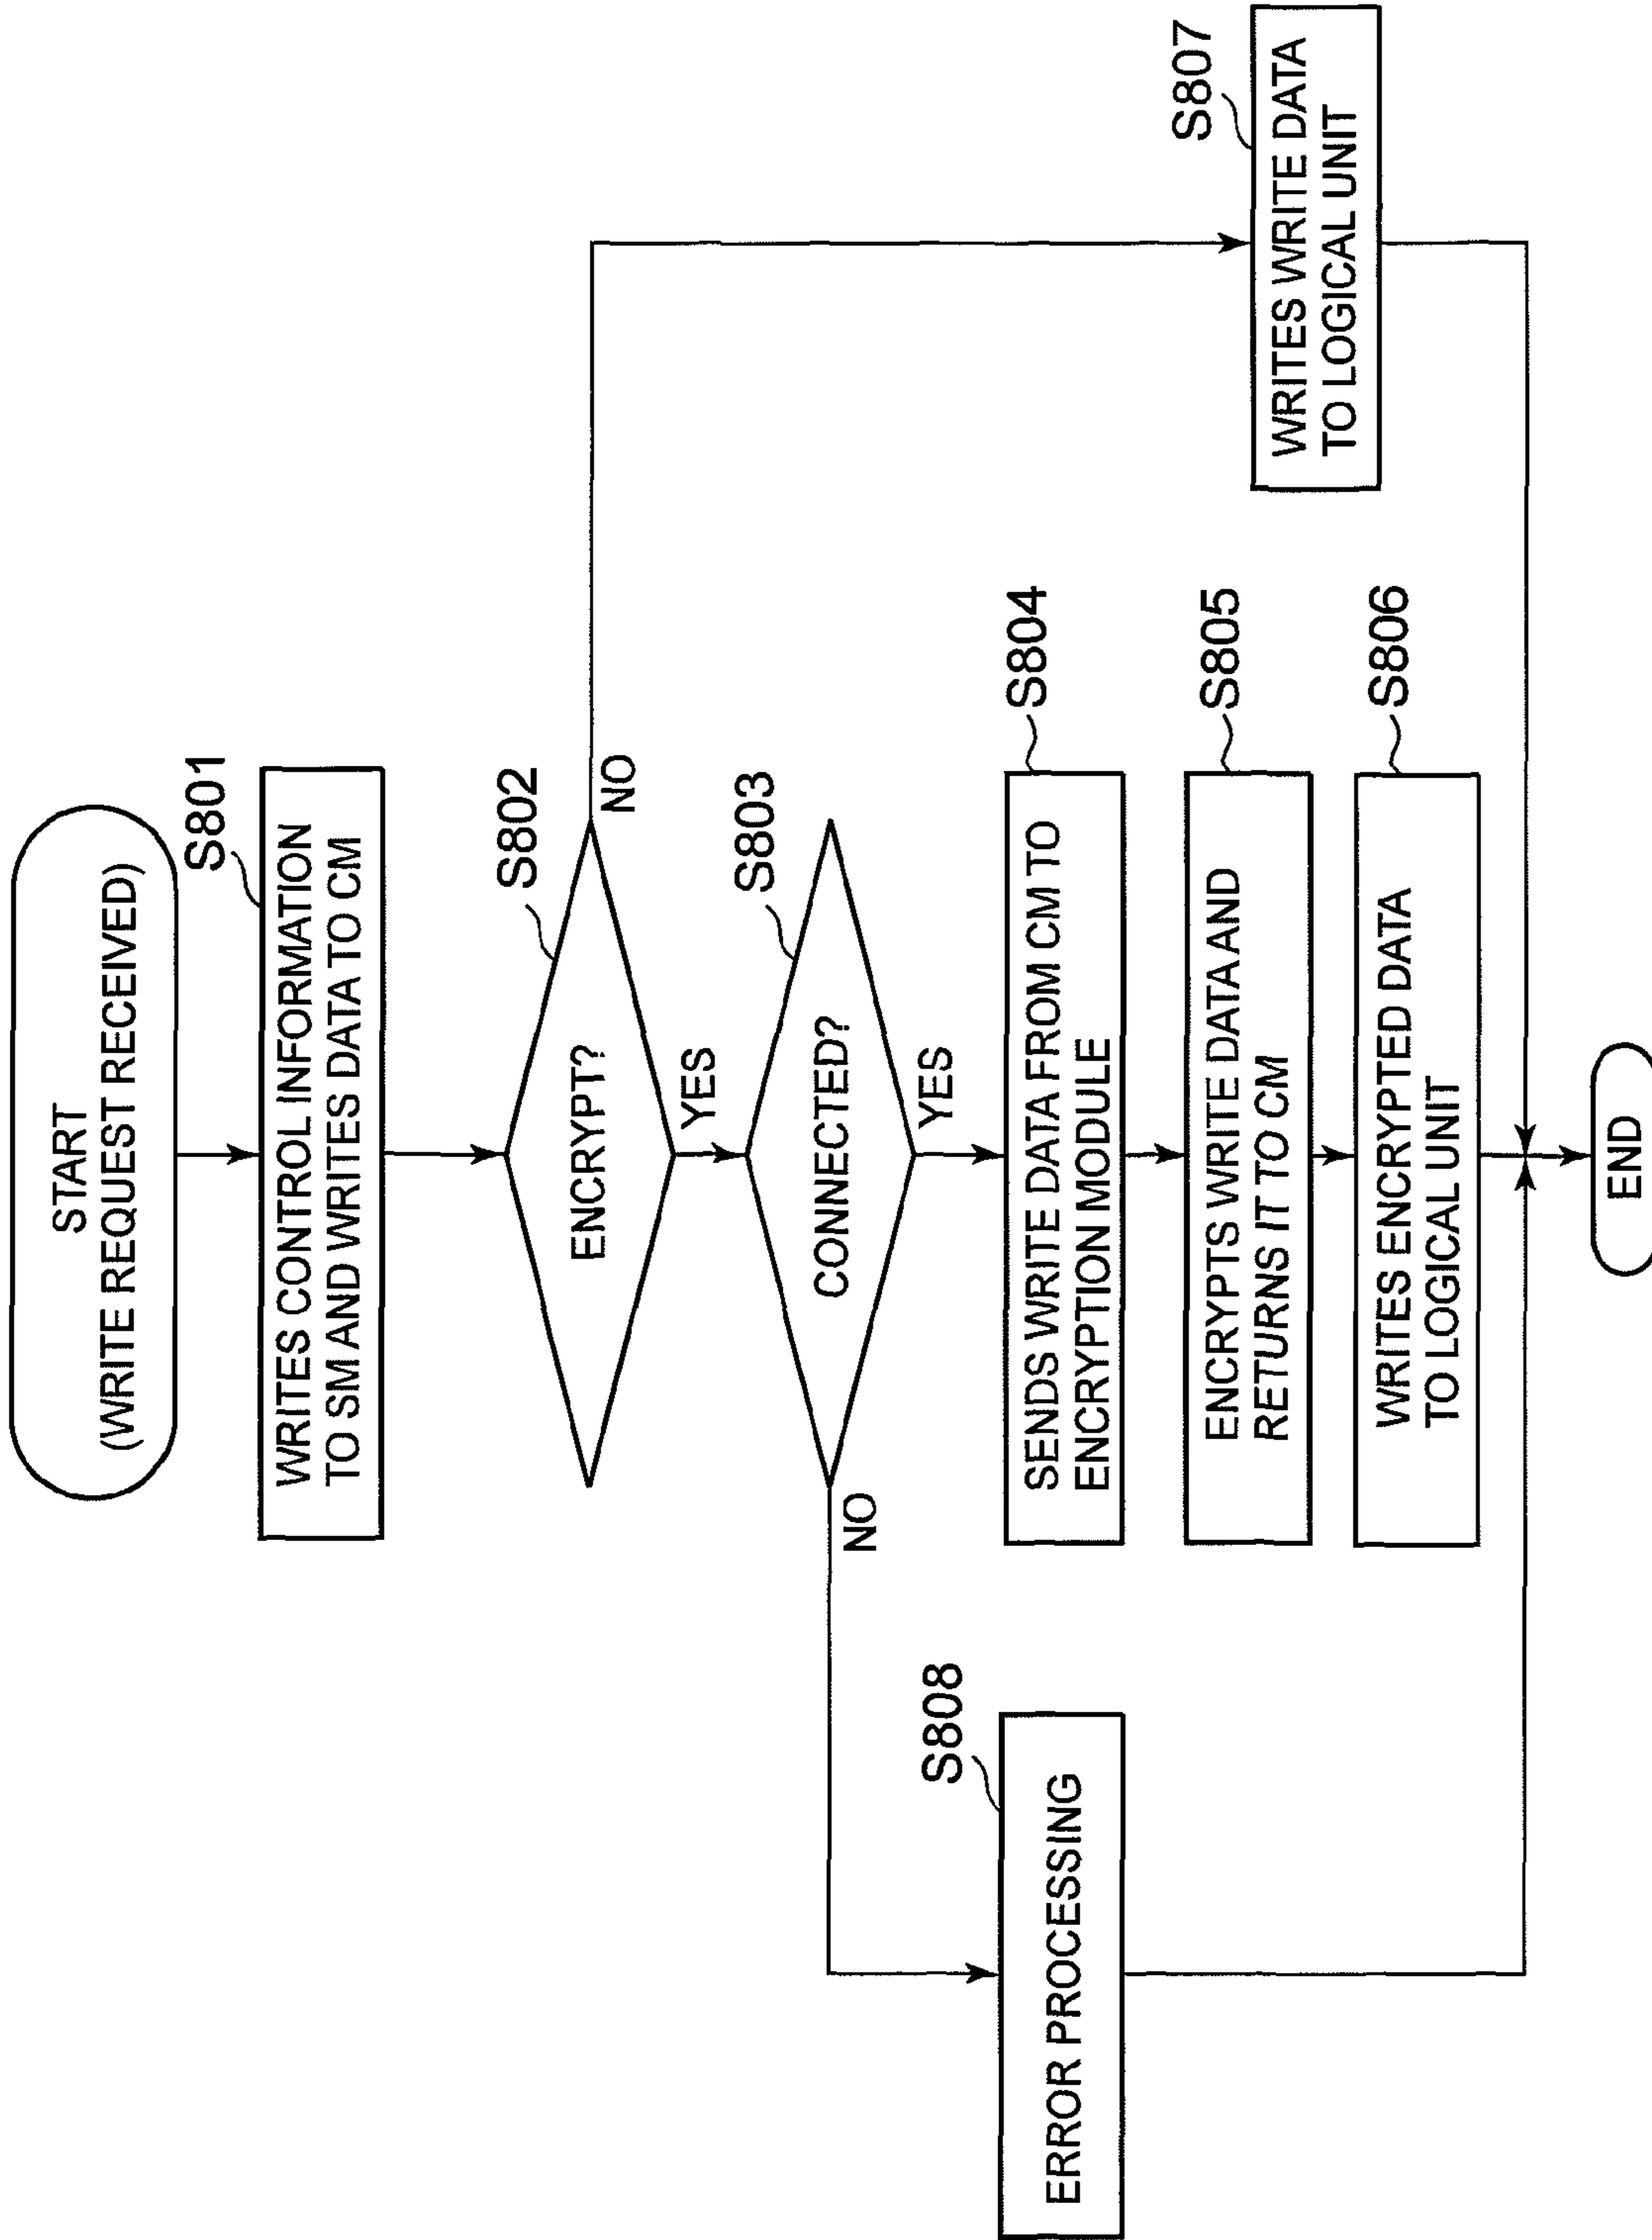 START
(WRITE REQUEST RECEIVED)
S801
WRITES CONTROL INFORMATION
TO SM AND WRITES DATA TO CM
S802
ENCRYPT?
NO
YES
S803
CONNECTED?
NO
YES
S804
SENDS WRITE DATA FROM CM TO
ENCRYPTION MODULE
S805
ENCRYPTS WRITE DATA AND
RETURNS IT TO CM
S806
WRITES ENCRYPTED DATA
TO LOGICAL UNIT
S807
WRITES WRITE DATA
TO LOGICAL UNIT
S808
ERROR PROCESSING
END